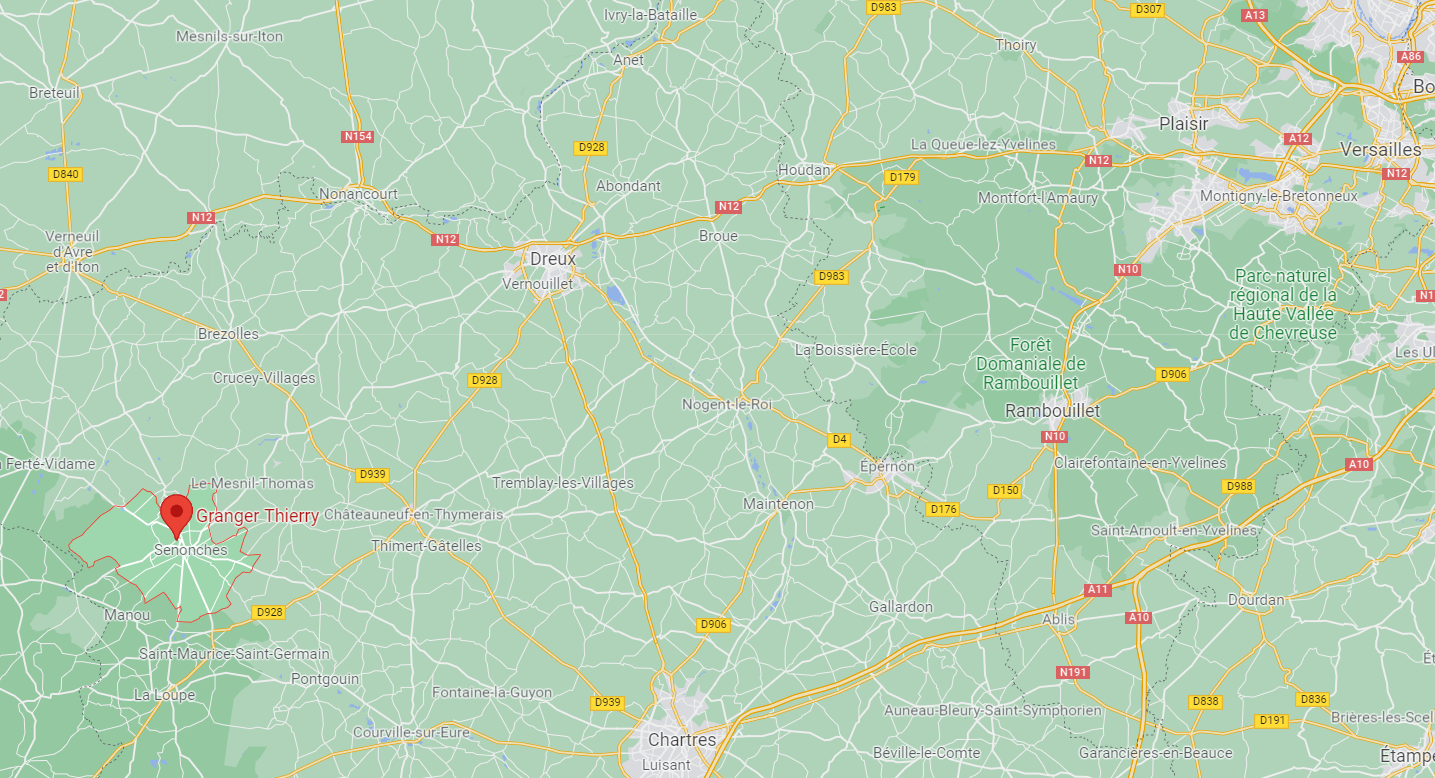 Ivry-la-Bataille
D983
D307
A13
Mesnils-sur-Iton
Thoiry
Anet
A86
Bo
Breteuil
Plaisir
N154
A12
D928
La Queue-lez-Yvelines
Versailles
N12
Houdan
D840
D179
N12
Abondant
Nonancourt
Montfort-l'Amaury
Montigny-le-Bretonneux
N12
N12
Verneuil
d'Avre
et d'Iton
N12
Broue
Dreux
N10
Vernouillet
D983
Parc naturel
régional de la
Haute Vallée
de Chevreuse
2
N1
Brezolles
La Boissière-École
Forêt
Domaniale de
Rambouillet
Les Ul
Crucey-Villages
D928
D906
Nogent-le-Roi
Rambouillet
D4
N10
a Ferté-Vidame
Épernon
Clairefontaine-en-Yvelines
A10
D939
Le Mesnil-Thomas
Tremblay-les-Villages
D150
D988
Maintenon
D176
Granger Thierry
Châteauneuf-en-Thymerais
Saint-Arnoult-en-Yvelines
Senonches
Thimert-Gâtelles
A11
Manou
D928
Gallardon
Dourdan
Ablis
A10
D906
Saint-Maurice-Saint-Germain
Ét
Pontgouin
N191
La Loupe
Fontaine-la-Guyon
D939
D838
D836
Auneau-Bleury-Saint-Symphorien
D191
Brières-les-Scel
Courville-sur-Eure
Chartres
Béville-le-Comte
Garancières-en-Beauce
Étamp
Luisant